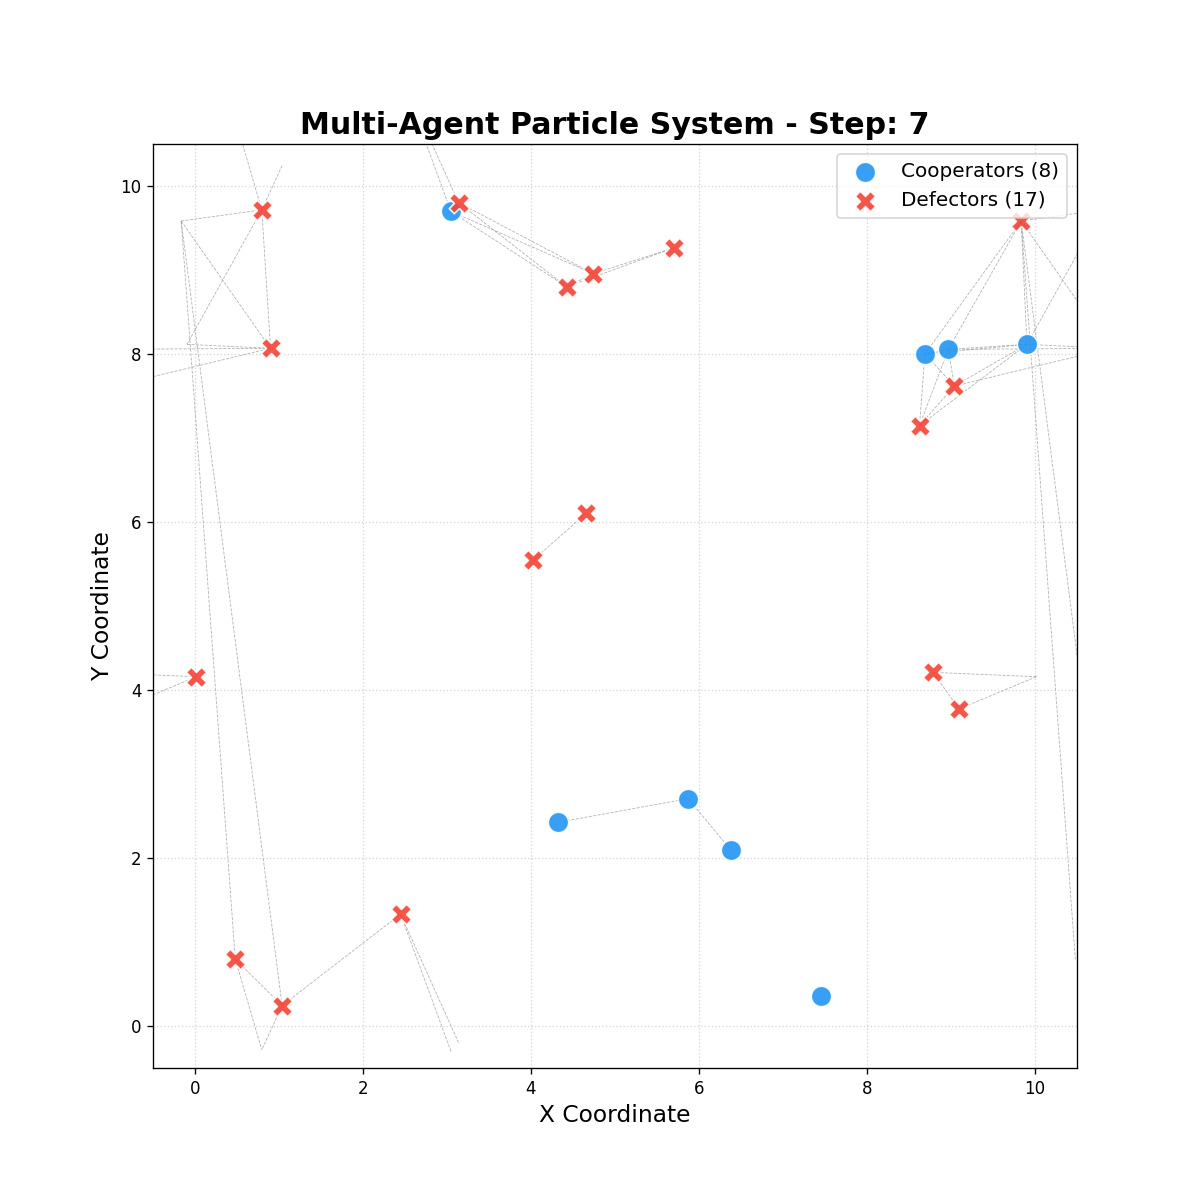 Multi-Agent Particle System - Step: 7
Cooperators (8)
Defectors (17)
10
8
6
4
2
0
Y Coordinate
0 2 4 6 8 10
X Coordinate